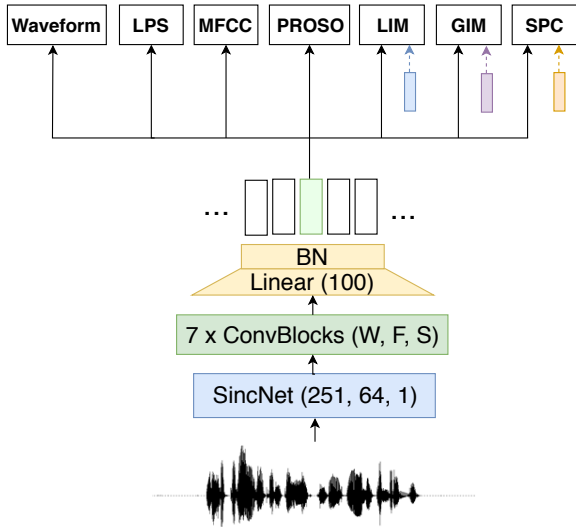 Waveform LPS MFCC PROSO LIM GIM SPC
... ...
BN
Linear (100)
7 x ConvBlocks (W, F, S)
SincNet (251, 64, 1)